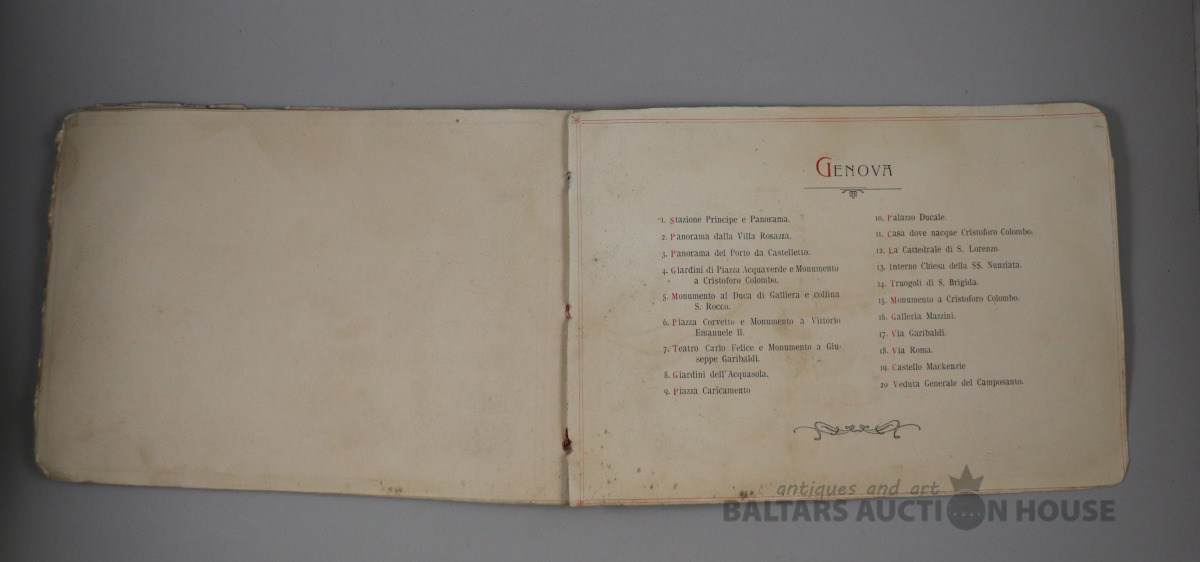 GENOVA
1. Stazione Principe e Panorama.
2. Panorama dalla Villa Rosazza.
3. Panorama del Porto da Castelletto.
4. Giardini di Piazza Acquaverde e Monumento
a Cristoforo Colombo.
5. Monumento al Duca di Galliera e collina
S. Rocco.
6. Piazza Corvetto e Monumento a Vittorio
Emanuele II.
7. Teatro Carlo Felice e Monumento a Giu-
seppe Garibaldi.
8. Giardini dell'Acquasola.
9. Piazza Caricamento
10. Palazzo Ducale.
11. Casa dove nacque Cristoforo Colombo.
12. La Cattedrale di S. Lorenzo.
13. Interno Chiesa della SS. Nunziata.
14. Truogoli di S. Brigida.
15. Monumento a Cristoforo Colombo.
16. Galleria Mazzini.
17. Via Garibaldi.
18. Via Roma.
19. Castello Mackenzie
20 Veduta Generale del Camposanto.
antiques and art
BALTARS AUCTION HOUSE